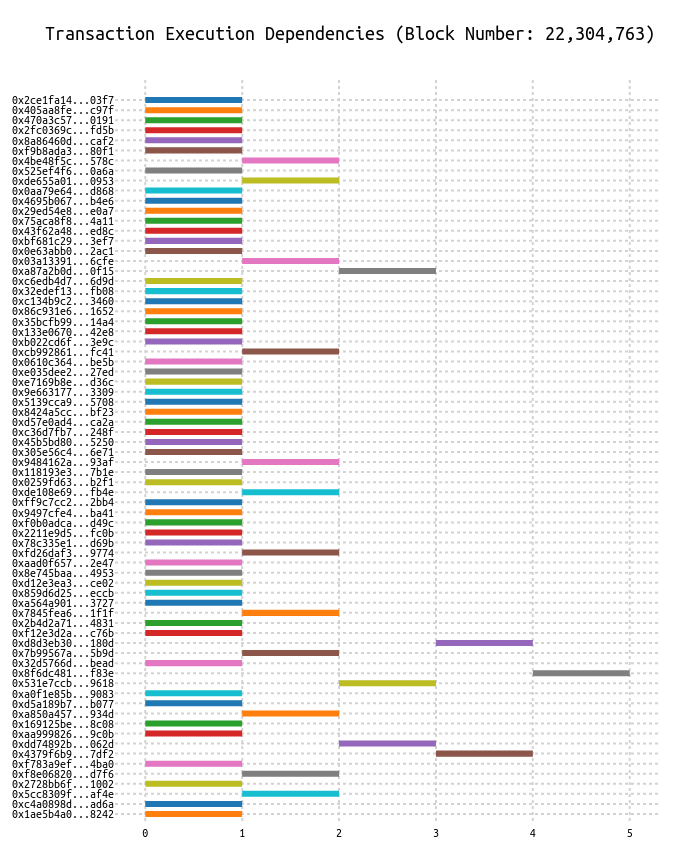 Transaction Execution Dependencies (Block Number: 22,304,763)
0x2ce1fa14...03f7
0x405aa8fe...c97f
0x470a3c57...0191
0x2fc0369c...fd5b
0x8a86460d...caf2
0xf9b8ada3...80f1
0x4be48f5c...578c
0x525ef4f6...0a6a
0xde655a01...0953
0x0aa79e64...d868
0x4695b067...b4e6
0x29ed54e8...e0a7
0x75aca8f8...4a11
0x43f62a48...ed8c
0xbf681c29...3ef7
0x0e63abb0...2ac1
0x03a13391...6cfe
0xa87a2b0d...0f15
0xc6edb4d7...6d9d
0x32edef13...fb08
0xc134b9c2...3460
0x86c931e6...1652
0x35bcfb99...14a4
0x133e0670...42e8
0xb022cd6f...3e9c
0xcb992861...fc41
0x0610c364...be5b
0xe035dee2...27ed
0xe7169b8e...d36c
0x9e663177...3309
0x5139cca9...5708
0x8424a5cc...bf23
0xd57e0ad4...ca2a
0xc36d7fb7...248f
0x45b5bd80...5250
0x305e56c4...6e71
0x9484162a...93af
0x118193e3...7b1e
0x0259fd63...b2f1
0xde108e69...fb4e
0xff9c7cc2...2bb4
0x9497cfe4...ba41
0xf0b0adca...d49c
0x2211e9d5...fc0b
0x78c335e1...d69b
0xfd26daf3...9774
0xaad0f657...2e47
0x8e745baa...4953
0xd12e3ea3...ce02
0x859d6d25...eccb
0xa564a901...3727
0x7845fea6...1f1f
0x2b4d2a71...4831
0xf12e3d2a...c76b
0xd8d3eb30...180d
0x7b99567a...5b9d
0x32d5766d...bead
0x8f6dc481...f83e
0x531e7ccb...9618
0xa0f1e85b...9083
0xd5a189b7...b077
0xa850a457...934d
0x169125be...8c08
0xaa999826...9c0b
0xdd74892b...062d
0x4379f6b9...7df2
0xf783a9ef...4ba0
0xf8e06820...d7f6
0x2728bb6f...1002
0x5cc8309f...af4e
0xc4a0898d...ad6a
0x1ae5b4a0...8242
0 1 2 3 4 5